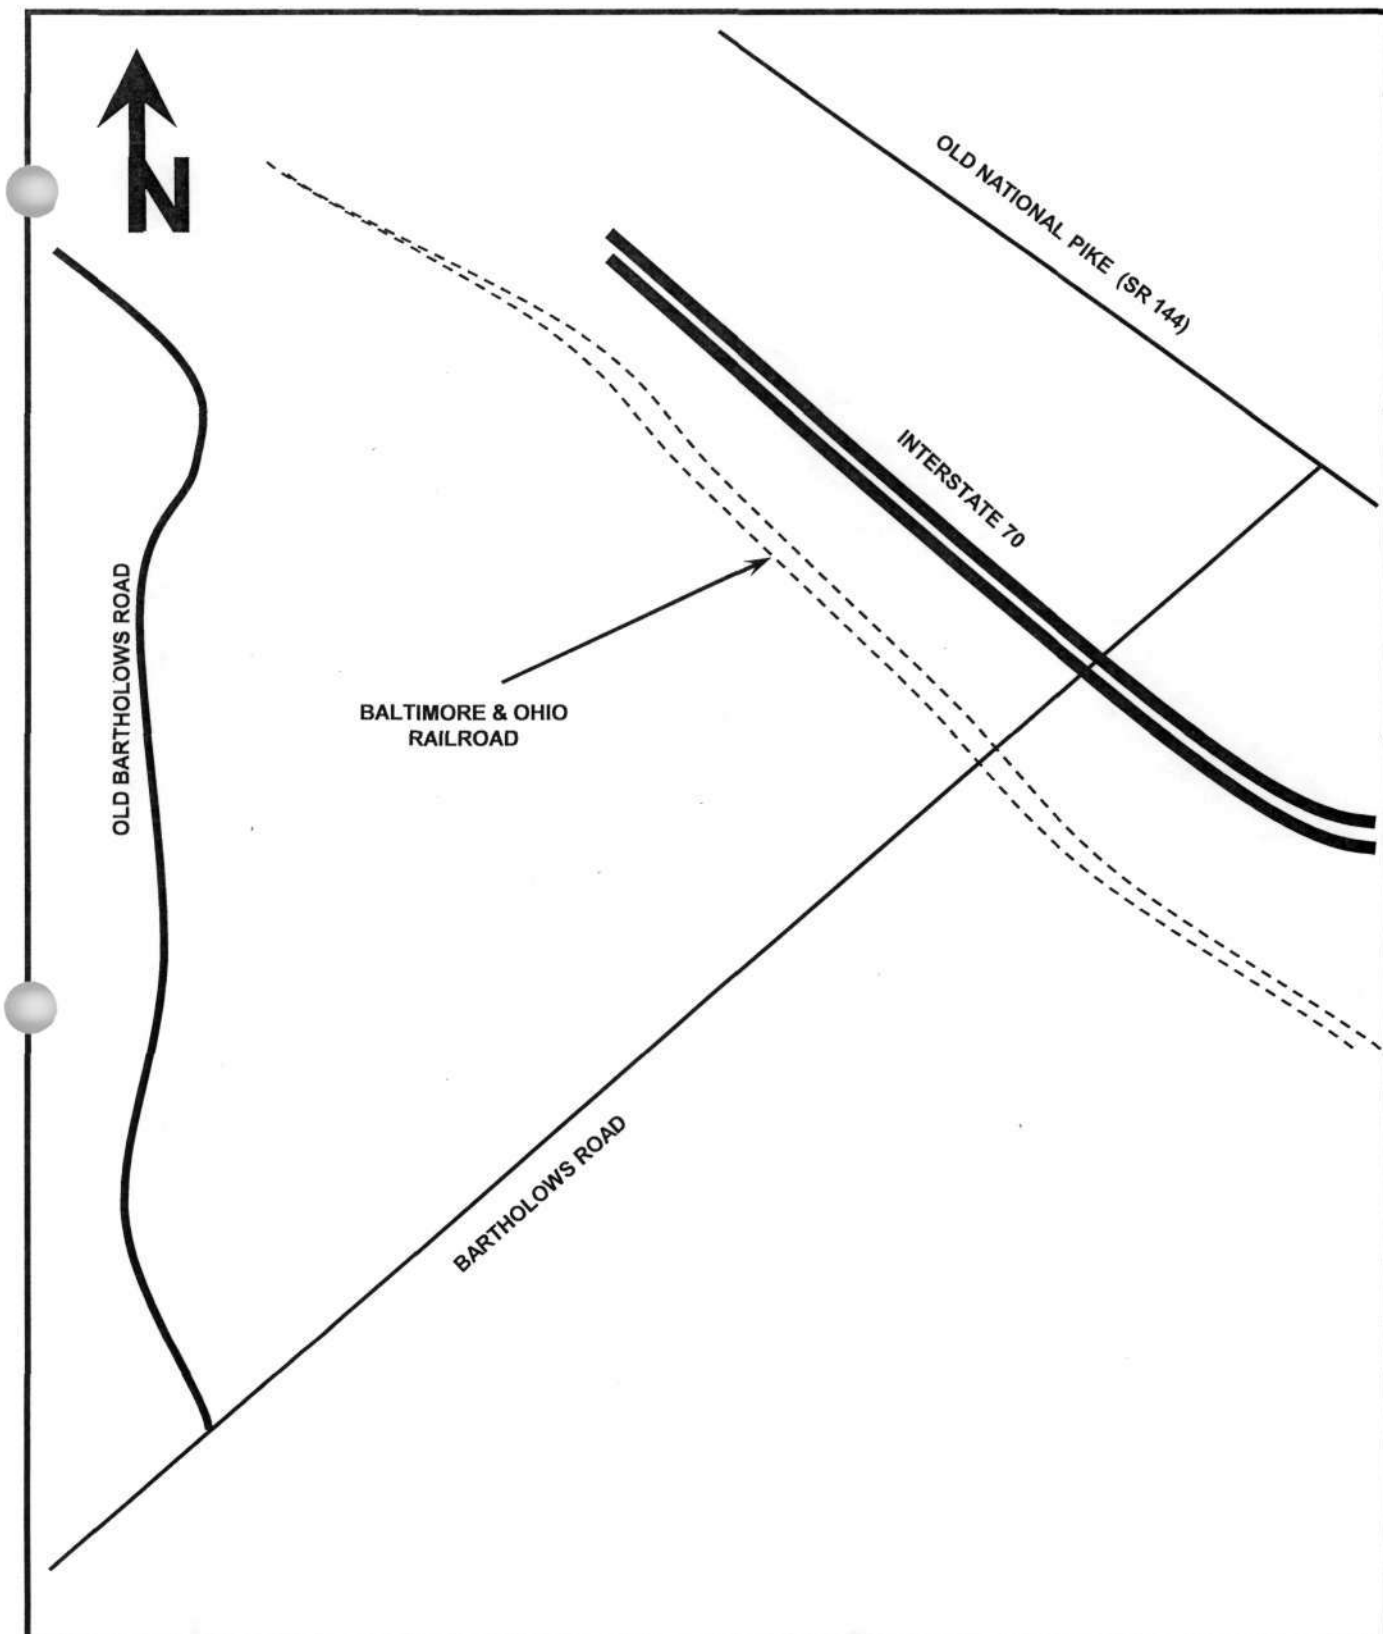 N
OLD NATIONAL PIKE (SR 144)
INTERSTATE 70
OLD BARTHOLOWS ROAD
BALTIMORE & OHIO
RAILROAD
BARTHOLOWS ROAD